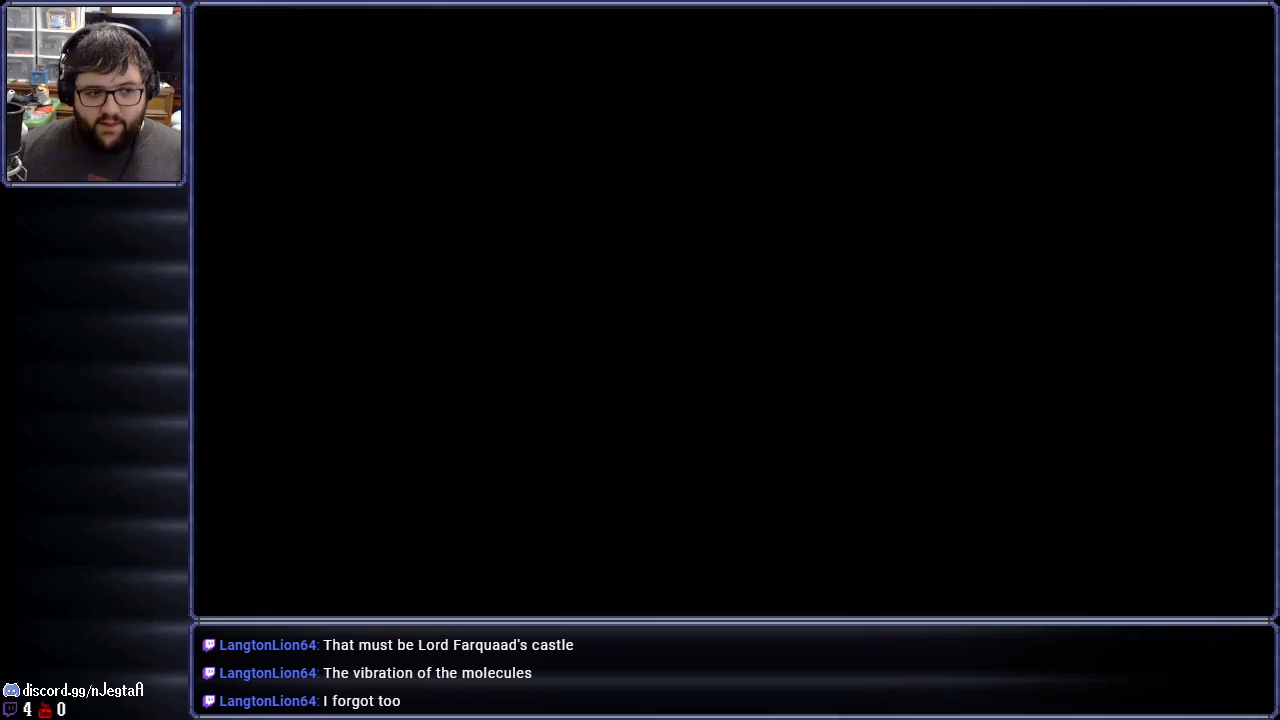 LangtonLion64: That must be Lord Farquaad's castle
LangtonLion64: The vibration of the molecules
LangtonLion64: I forgot too
discord.gg/nJegtaA
4 0